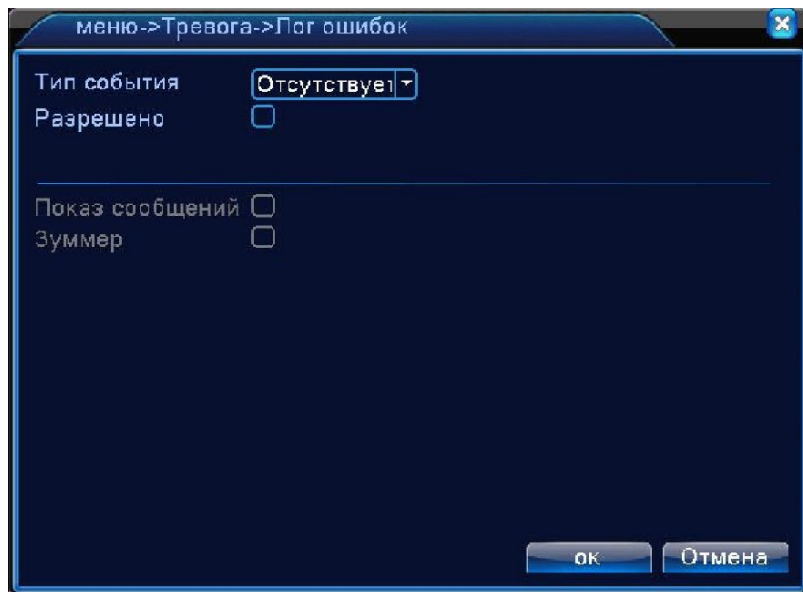 меню->Тревога->Лог ошибок
Тип события Отсутствует
Разрешено
Показ сообщений
Зуммер
ок Отмена